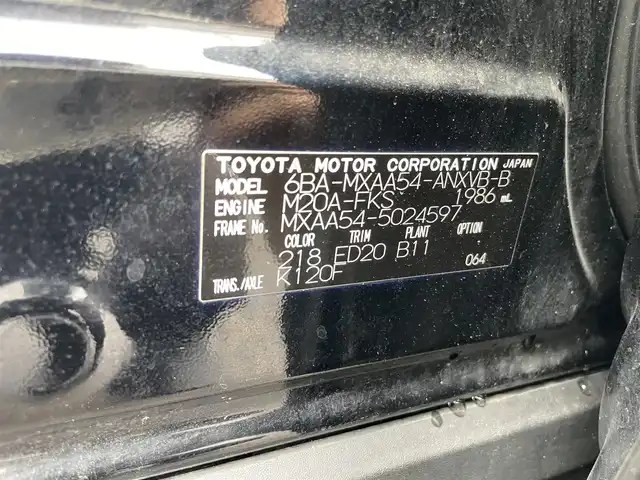 TOYOTA MOTOR CORPORATION JAPAN
MODEL 6BA-MXAA54-ANXVB-B
ENGINE M20A-FKS 1986 mL
FRAME No. MXAA54-5024597
COLOR TRIM PLANT OPTION
218 ED20 B11 064
TRANS./AXLE K120F